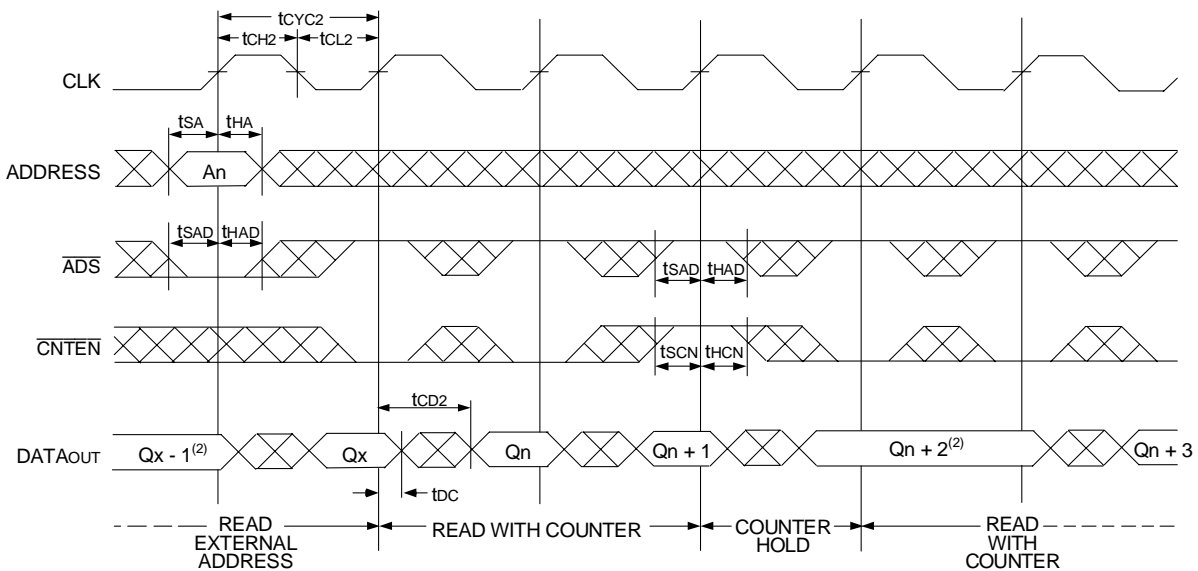 tCYC2
tCH2 tCL2
CLK
tSA tHA
ADDRESS An
tSAD tHAD
ADS
tSAD tHAD
CNTEN
tSCN tHCN
tCD2
DATAOUT Qx - 1(2) Qx Qn Qn + 1 Qn + 2(2) Qn + 3
tDC
READ EXTERNAL ADDRESS
READ WITH COUNTER
COUNTER HOLD
READ WITH COUNTER